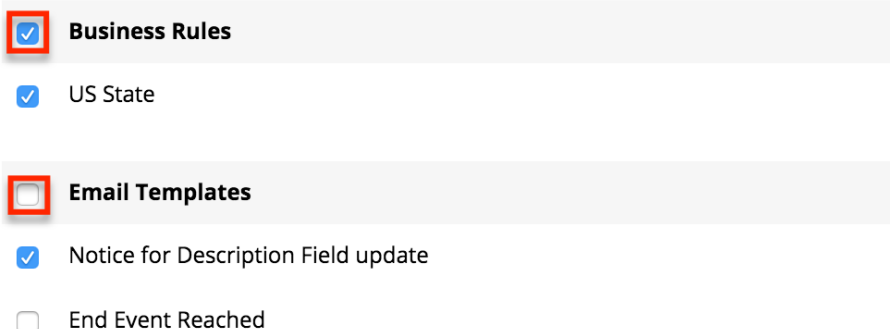 Business Rules
US State
Email Templates
Notice for Description Field update
End Event Reached